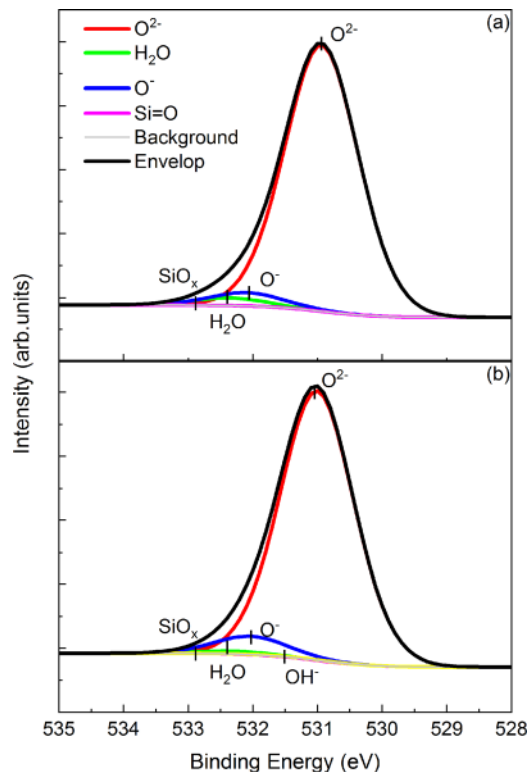 (a)
O²⁻
O²⁻
H₂O
O⁻
Si=O
Background
Envelop
SiOₓ
O⁻
H₂O
(b)
O²⁻
SiOₓ
O⁻
H₂O
OH⁻
Intensity (arb.units)
535 534 533 532 531 530 529 528
Binding Energy (eV)